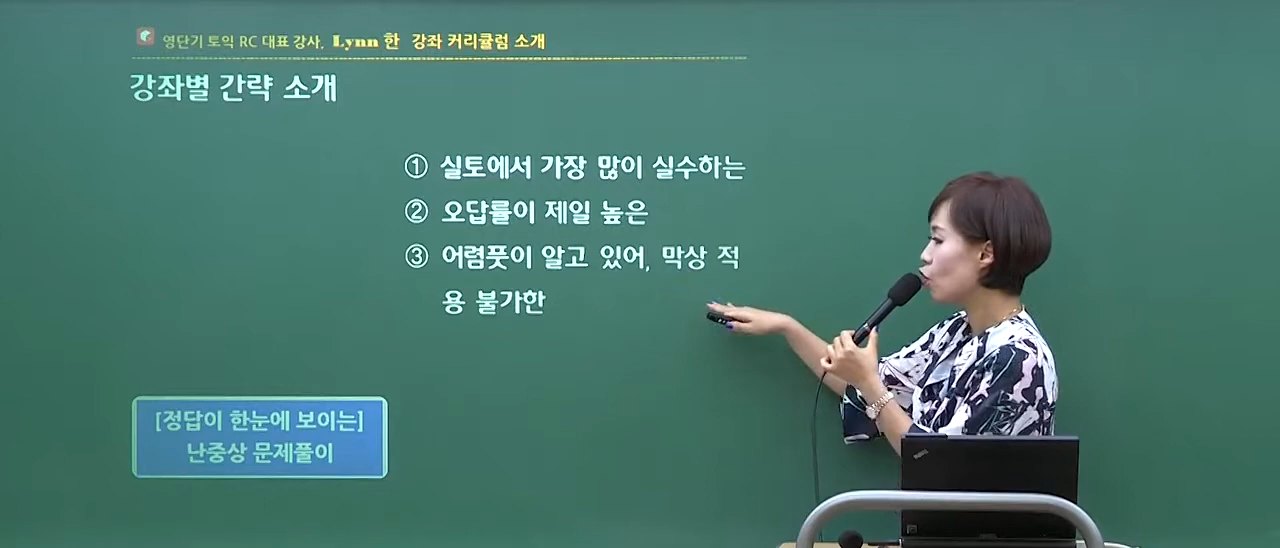 영단기 토익 RC 대표 강사, Lynn 한 강좌 커리큘럼 소개
강좌별 간략 소개
① 실토에서 가장 많이 실수하는
② 오답률이 제일 높은
③ 어렴풋이 알고 있어, 막상 적
용 불가한
[정답이 한눈에 보이는]
난중상 문제풀이